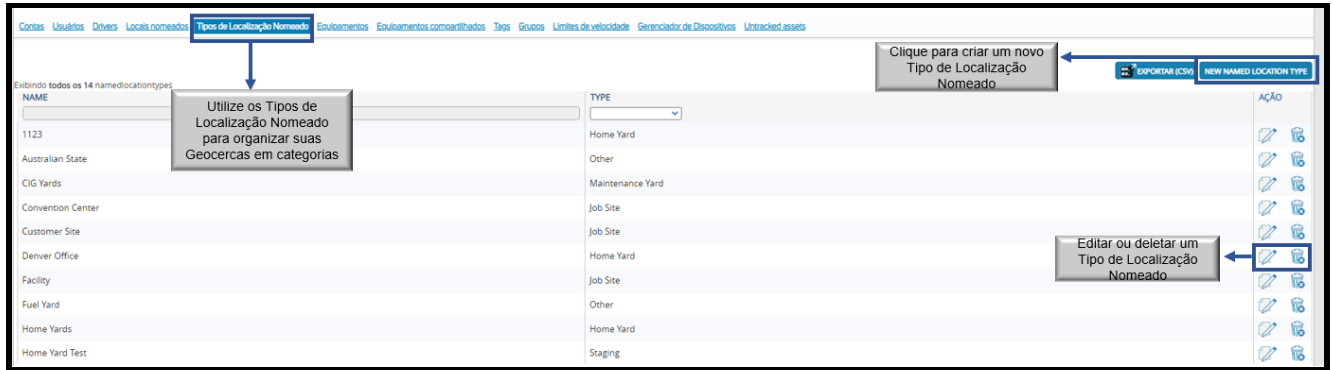 Contas Usuários Drivers Locais nomeados Tipos de Localização Nomeado Equipamentos Equipamentos compartilhados Tags Grupos Limites de velocidade Gerenciador de Dispositivos Untracked assets
Clique para criar um novo
Tipo de Localização
Nomeado
EXPORTAR (CSV) NEW NAMED LOCATION TYPE
Exibindo todos os 14 namedlocationtypes
NAME TYPE AÇÃO
Utilize os Tipos de
Localização Nomeado
para organizar suas
Geocercas em categorias
1123 Home Yard
Australian State Other
CIG Yards Maintenance Yard
Convention Center Job Site
Customer Site Job Site
Editar ou deletar um
Tipo de Localização
Nomeado
Denver Office Home Yard
Facility Job Site
Fuel Yard Other
Home Yards Home Yard
Home Yard Test Staging